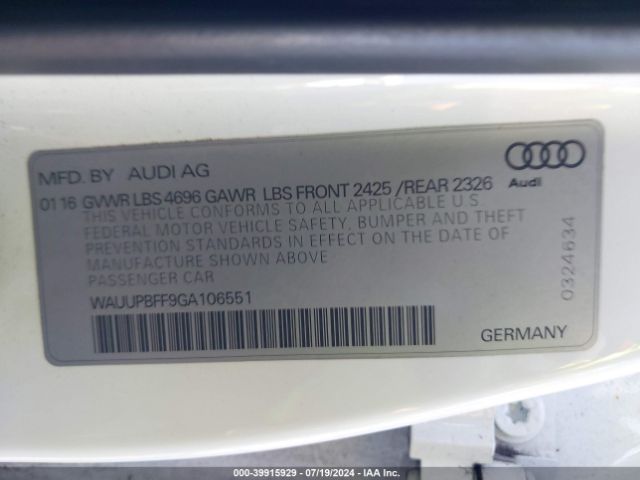 MFD. BY AUDI AG
01 16 GVWR LBS 4696 GAWR LBS FRONT 2425 /REAR 2326
THIS VEHICLE CONFORMS TO ALL APPLICABLE U.S.
FEDERAL MOTOR VEHICLE SAFETY, BUMPER AND THEFT
PREVENTION STANDARDS IN EFFECT ON THE DATE OF
MANUFACTURE SHOWN ABOVE
PASSENGER CAR
WAUUPBFF9GA106551
GERMANY
Audi
0324634
000-39915929 - 07/19/2024 - IAA Inc.